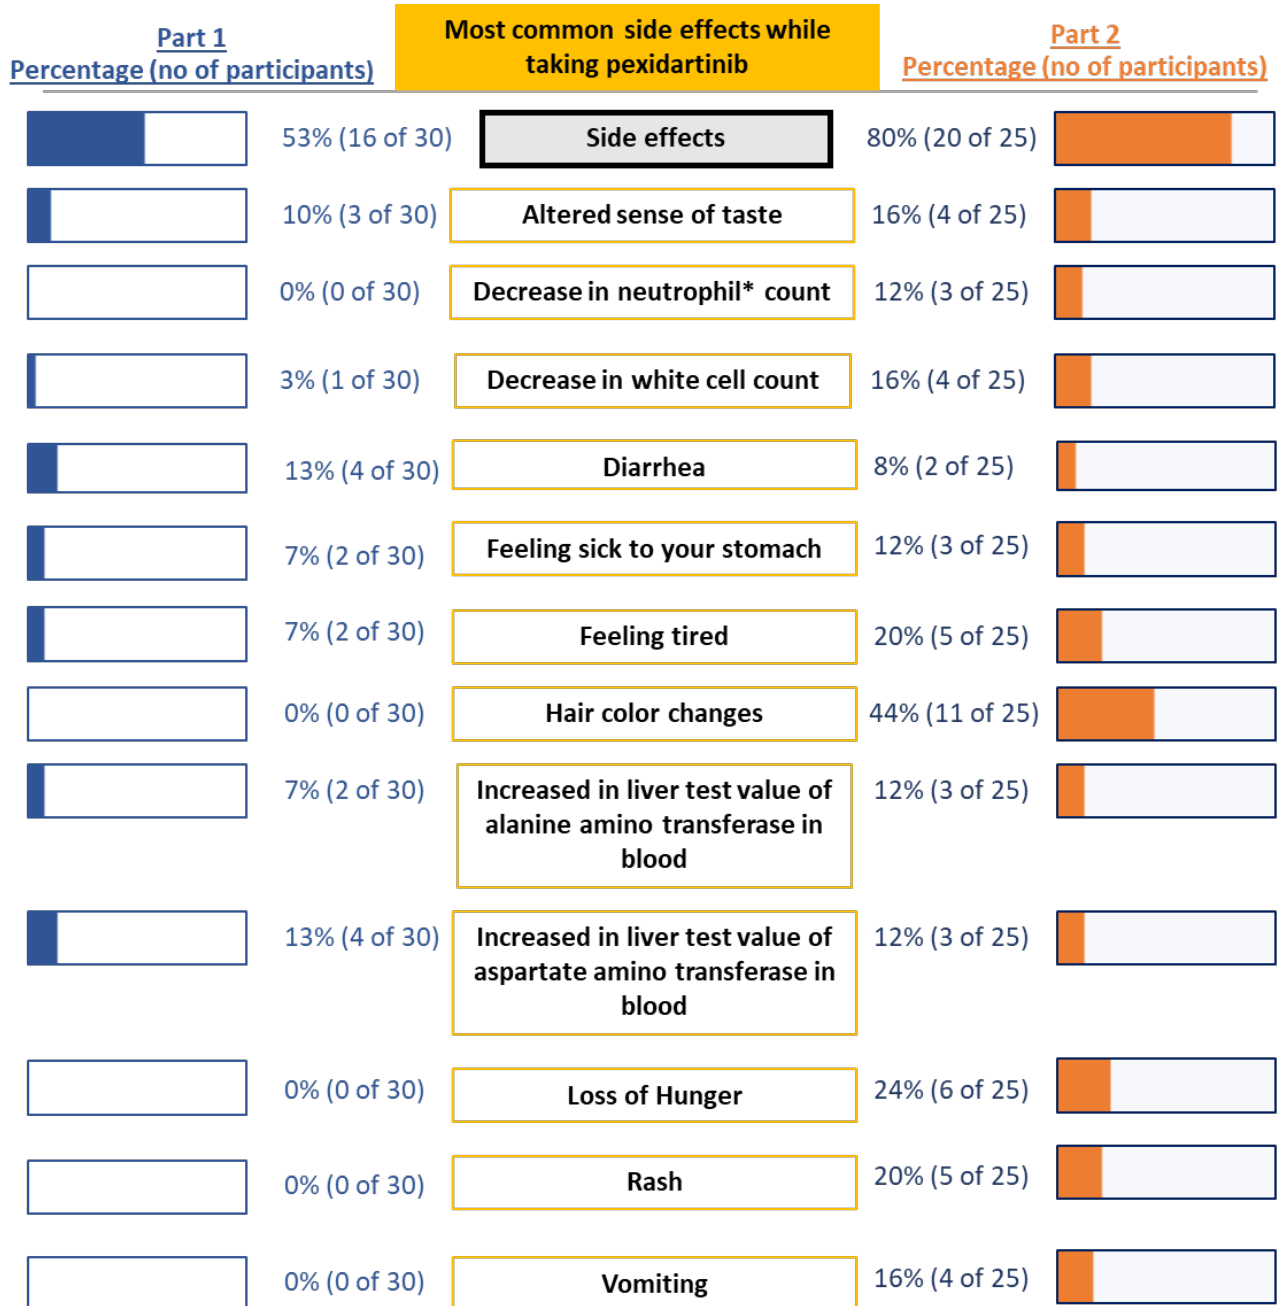 Part 1
Percentage (no of participants)
Most common side effects while
taking pexidartinib
Part 2
Percentage (no of participants)
53% (16 of 30)
Side effects
80% (20 of 25)
10% (3 of 30)
Altered sense of taste
16% (4 of 25)
0% (0 of 30)
Decrease in neutrophil* count
12% (3 of 25)
3% (1 of 30)
Decrease in white cell count
16% (4 of 25)
13% (4 of 30)
Diarrhea
8% (2 of 25)
7% (2 of 30)
Feeling sick to your stomach
12% (3 of 25)
7% (2 of 30)
Feeling tired
20% (5 of 25)
0% (0 of 30)
Hair color changes
44% (11 of 25)
7% (2 of 30)
Increased in liver test value of
alanine amino transferase in
blood
12% (3 of 25)
13% (4 of 30)
Increased in liver test value of
aspartate amino transferase in
blood
12% (3 of 25)
0% (0 of 30)
Loss of Hunger
24% (6 of 25)
0% (0 of 30)
Rash
20% (5 of 25)
0% (0 of 30)
Vomiting
16% (4 of 25)